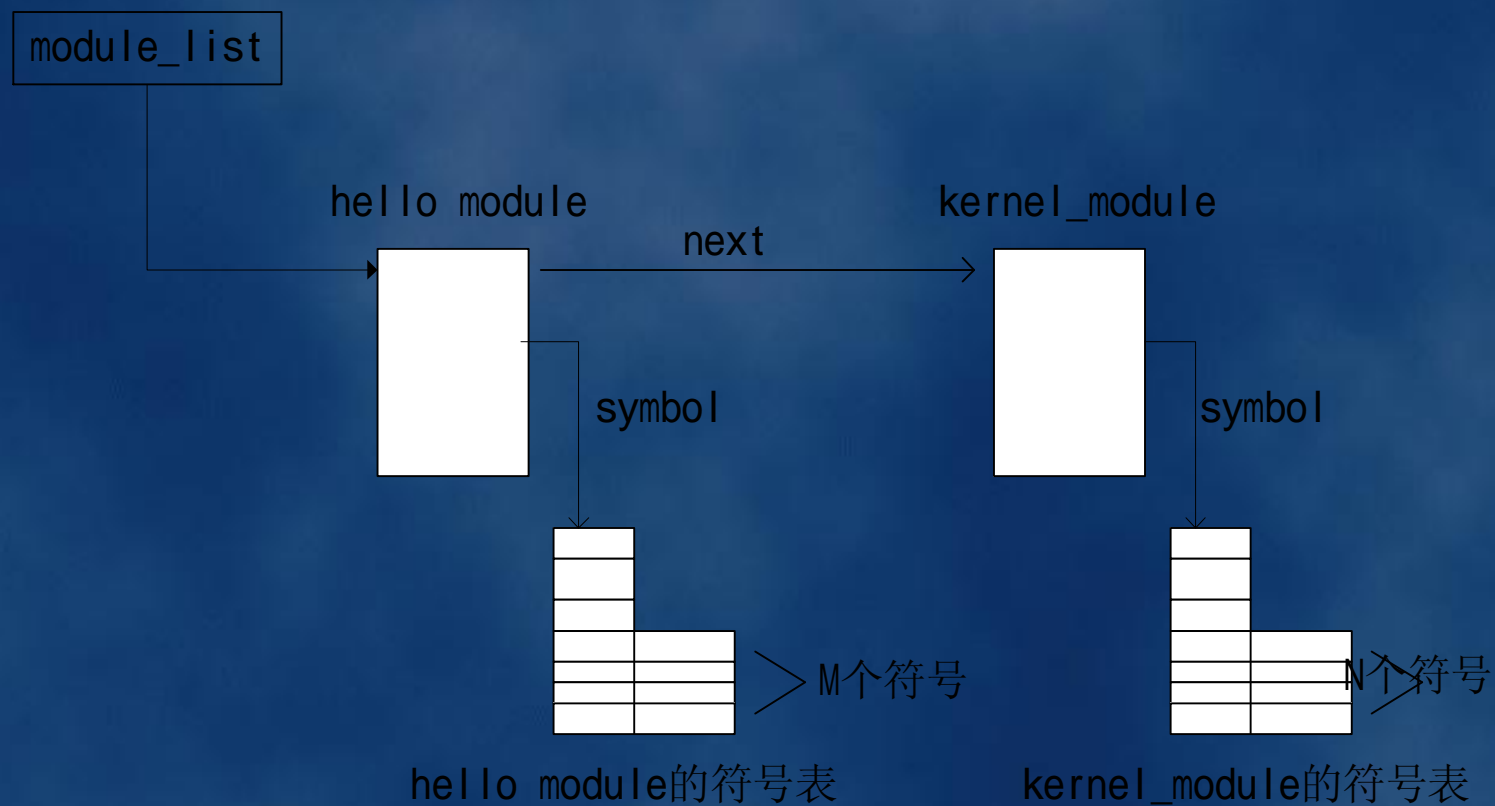 module_list
hello module
kernel_module
next
symbol
symbol
M个符号
N个符号
hello module的符号表
kernel_module的符号表